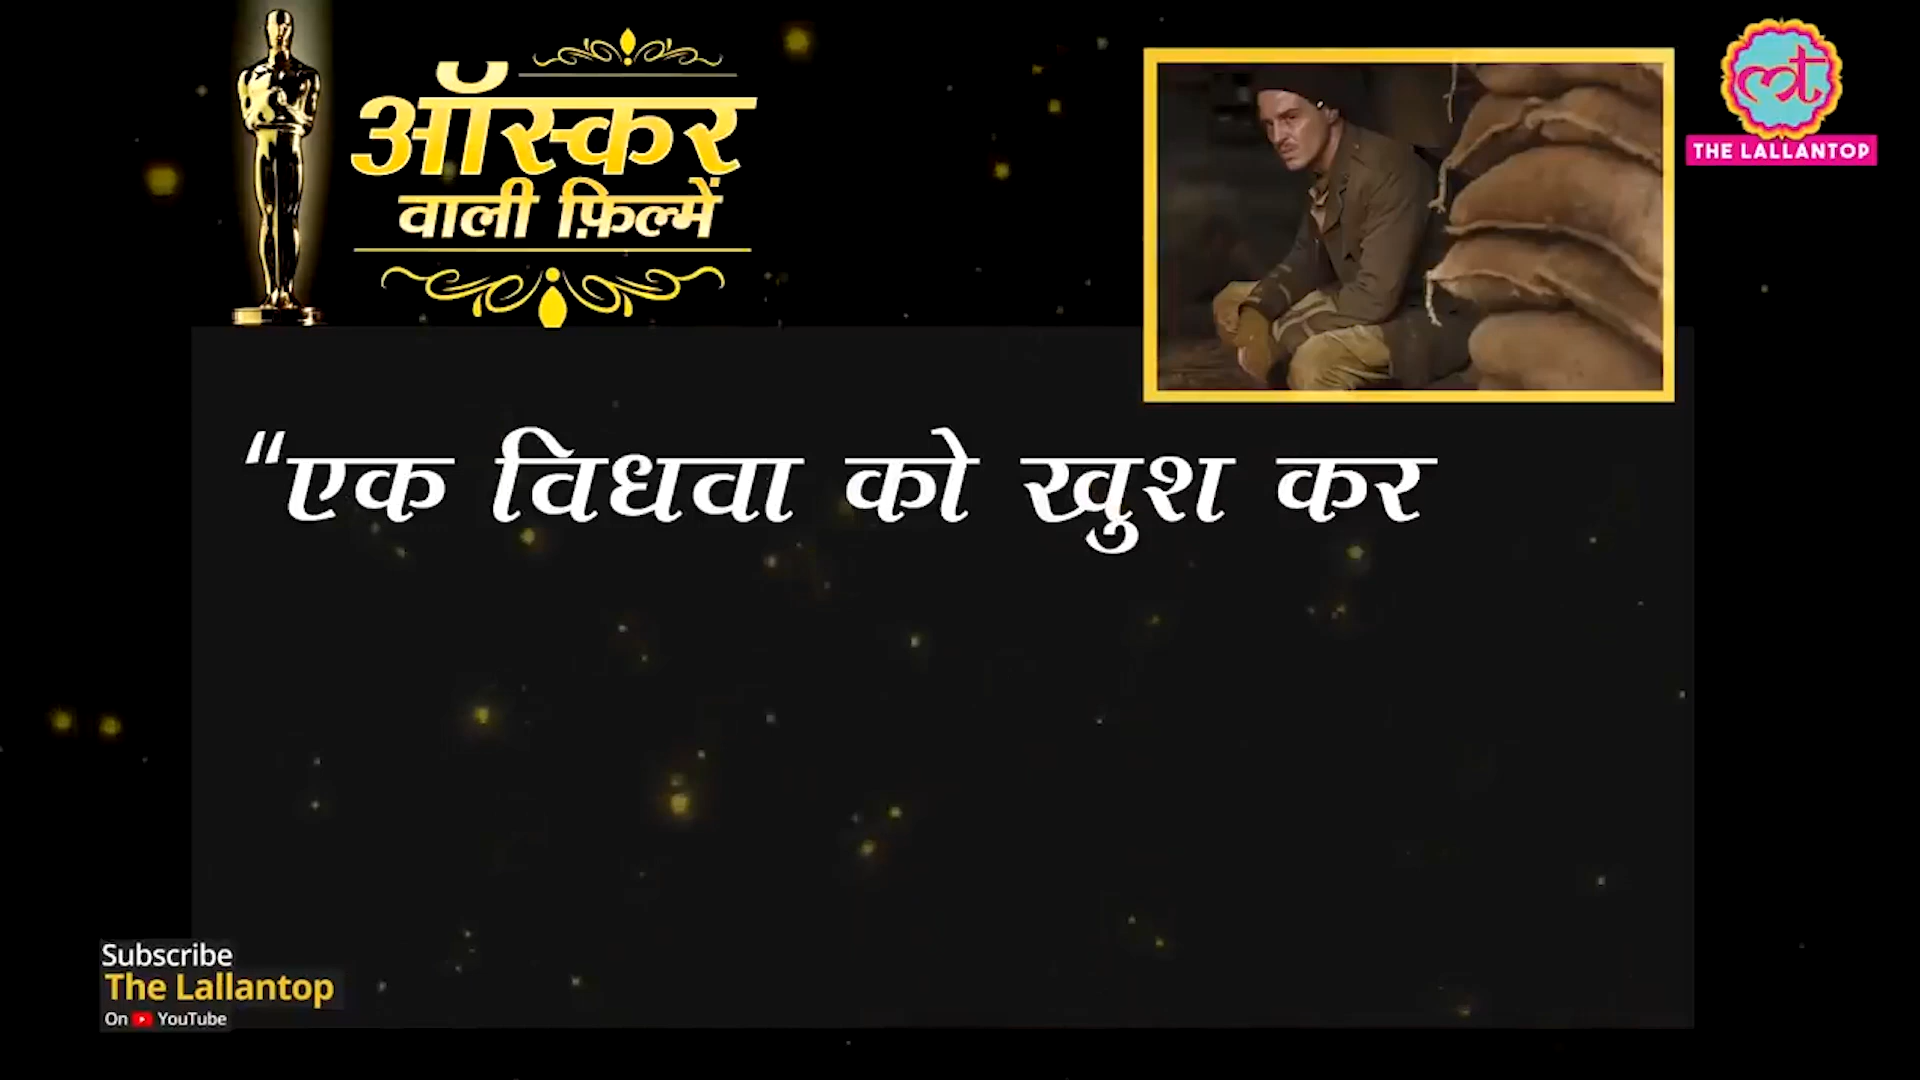 ऑस्कर
वाली फ़िल्में
THE LALLANTOP
“एक विधवा को खुश कर
Subscribe
The Lallantop
On YouTube